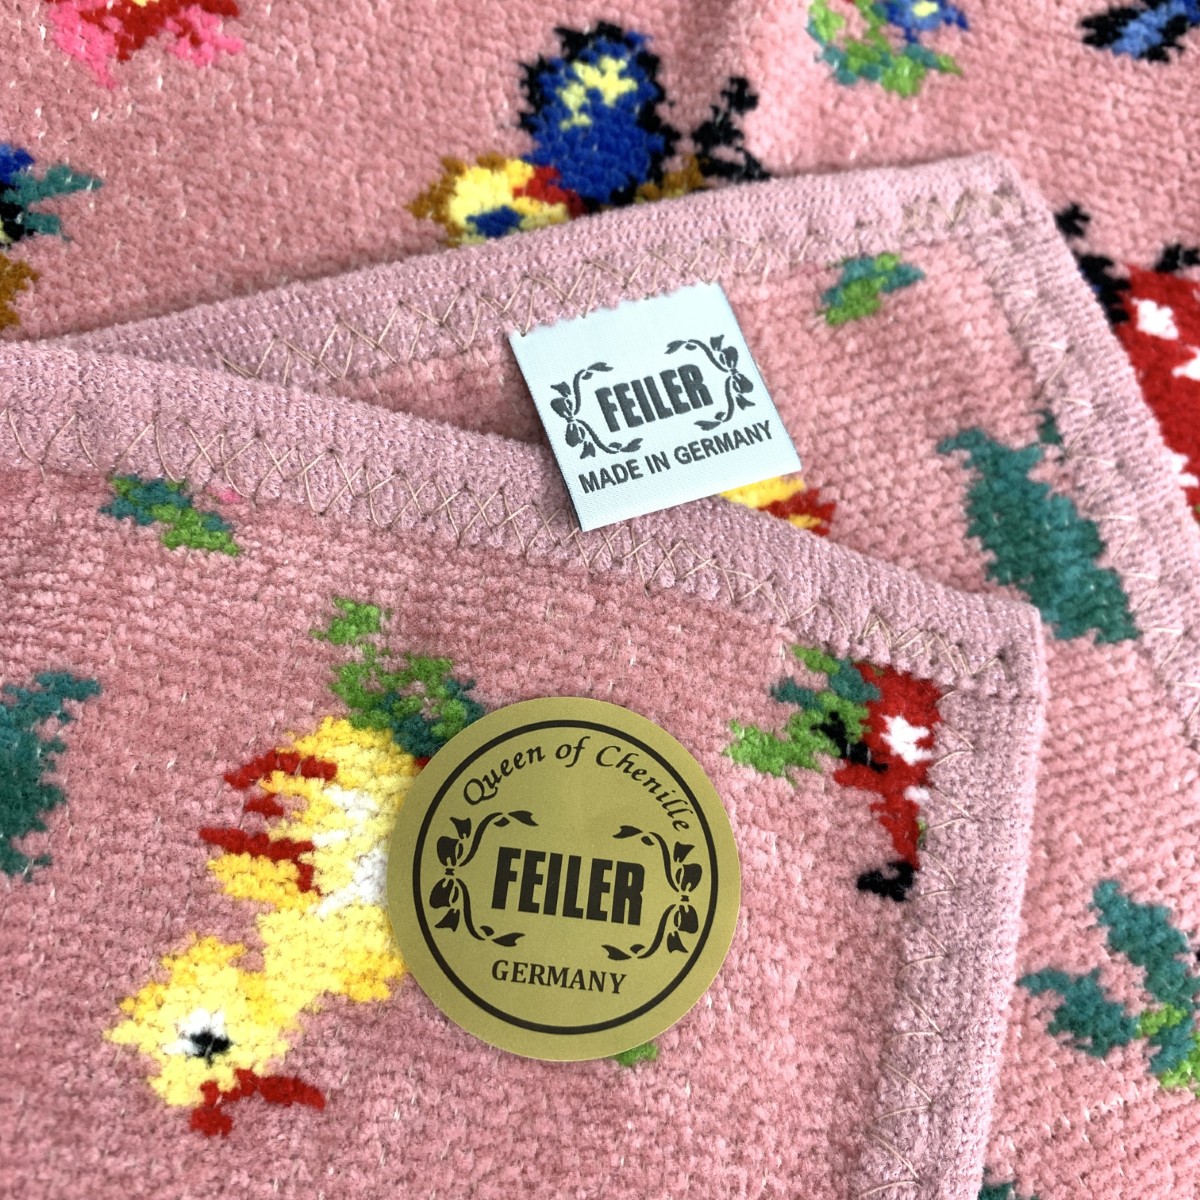 FEILER
MADE IN GERMANY
Queen of Chenille
FEILER
GERMANY